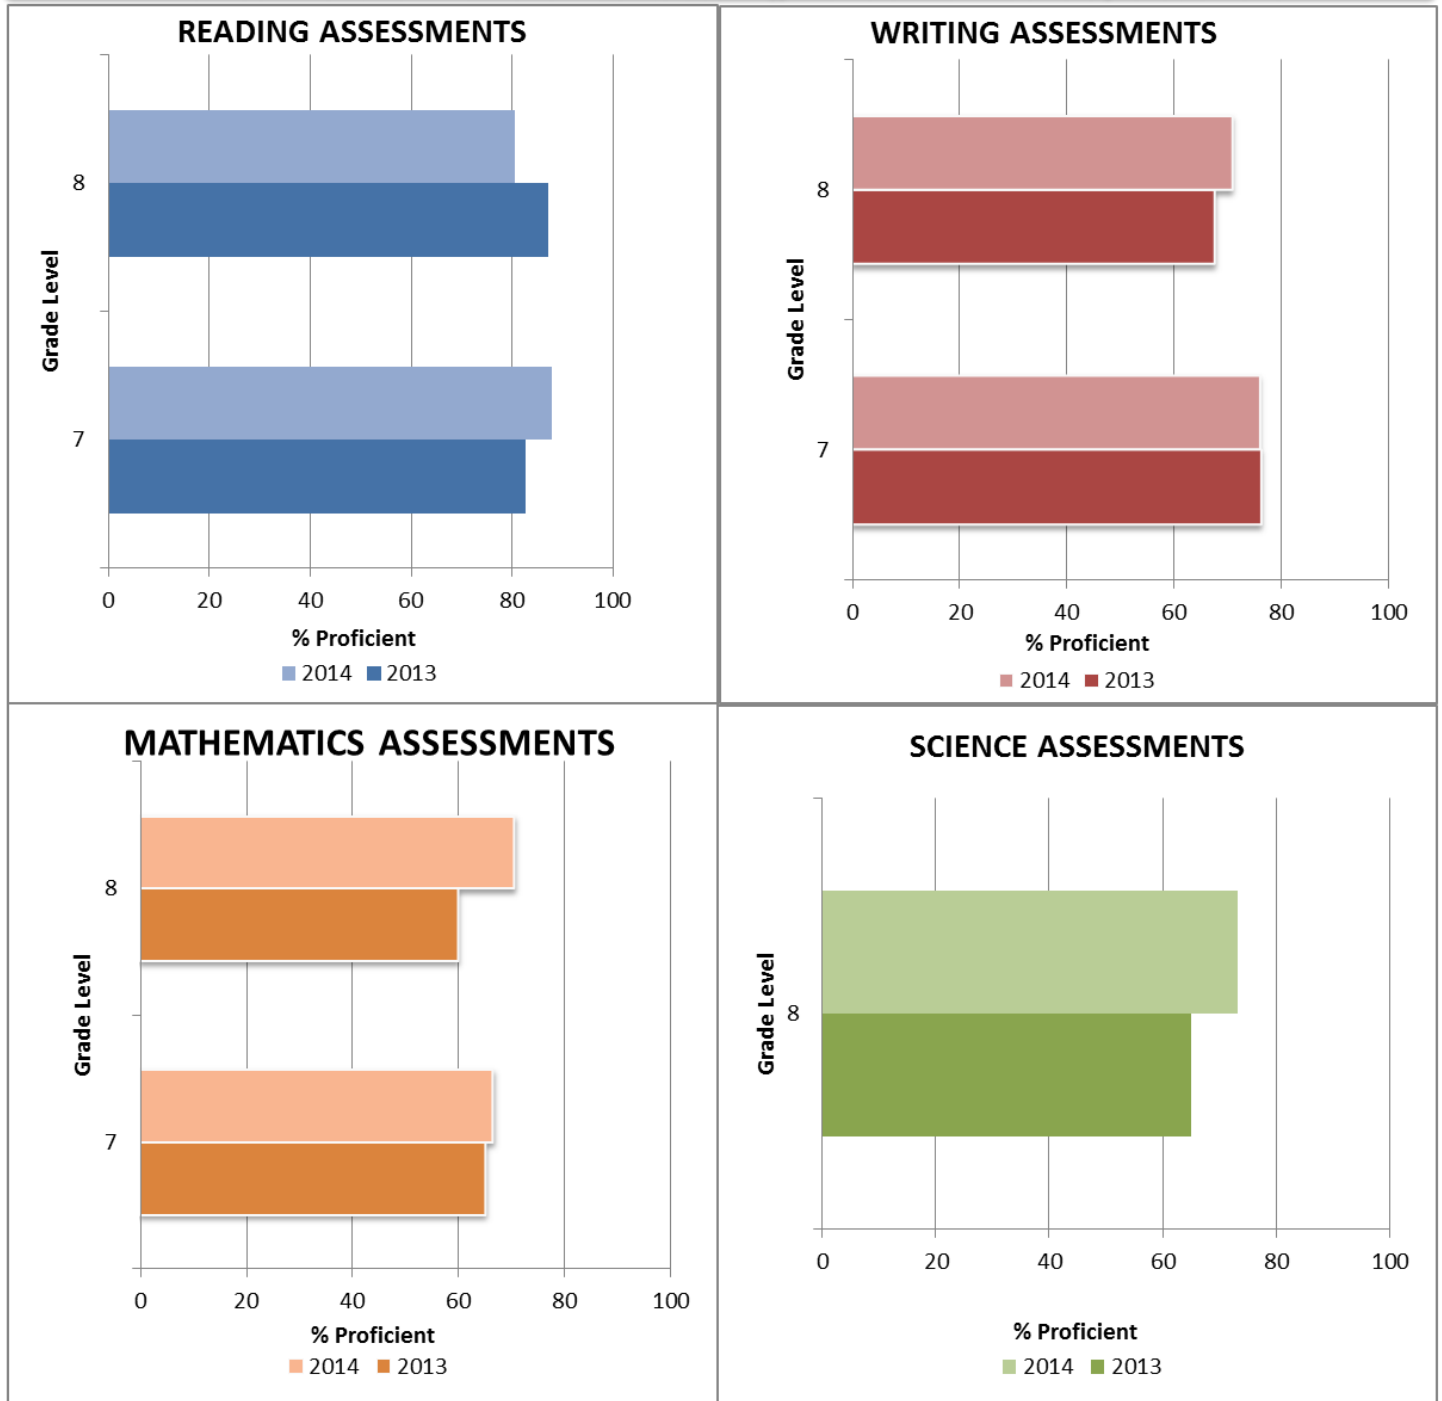 READING ASSESSMENTS
8
7
Grade Level
0 20 40 60 80 100
% Proficient
2014 2013
WRITING ASSESSMENTS
8
7
Grade Level
0 20 40 60 80 100
% Proficient
2014 2013
MATHEMATICS ASSESSMENTS
8
7
Grade Level
0 20 40 60 80 100
% Proficient
2014 2013
SCIENCE ASSESSMENTS
8
Grade Level
0 20 40 60 80 100
% Proficient
2014 2013